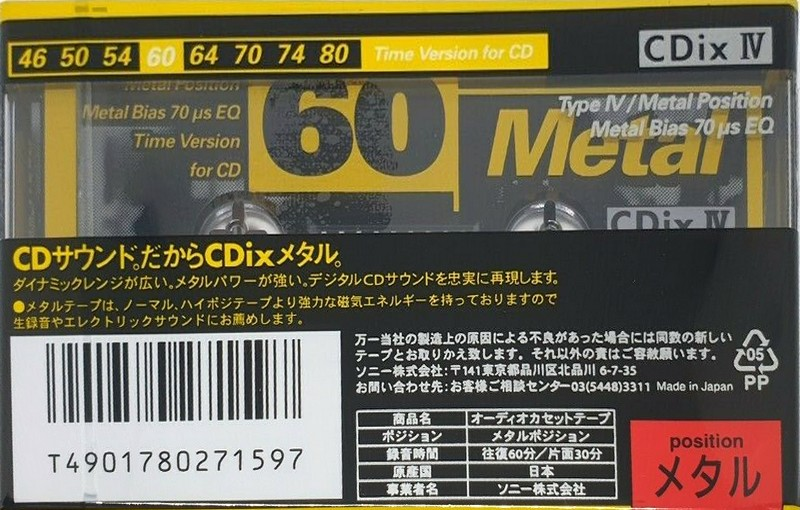 46 50 54 60 64 70 74 80 Time Version for CD
CDix IV
Metal Position
Metal Bias 70 µs EQ
Time Version
for CD
60
Type IV/Metal Position
Metal Bias 70 µs EQ
Metal
CDix IV
CDサウンド。だからCDixメタル。
ダイナミックレンジが広い。メタルパワーが強い。デジタルCDサウンドを忠実に再現します。
●メタルテープは、ノーマル、ハイポジテープより強力な磁気エネルギーを持っておりますので
生録音やエレクトリックサウンドにお薦めします。
万一当社の製造上の原因による不良があった場合には同数の新しい
テープとお取りかえ致します。それ以外の責はご容赦願います。
ソニー株式会社:〒141東京都品川区北品川 6-7-35
お問い合わせ先:お客様ご相談センター03(5448)3311 Made in Japan
05
PP
T4901780271597
商品名 オーディオカセットテープ
ポジション メタルポジション
録音時間 往復60分/片面30分
原産国 日本
事業者名 ソニー株式会社
position
メタル